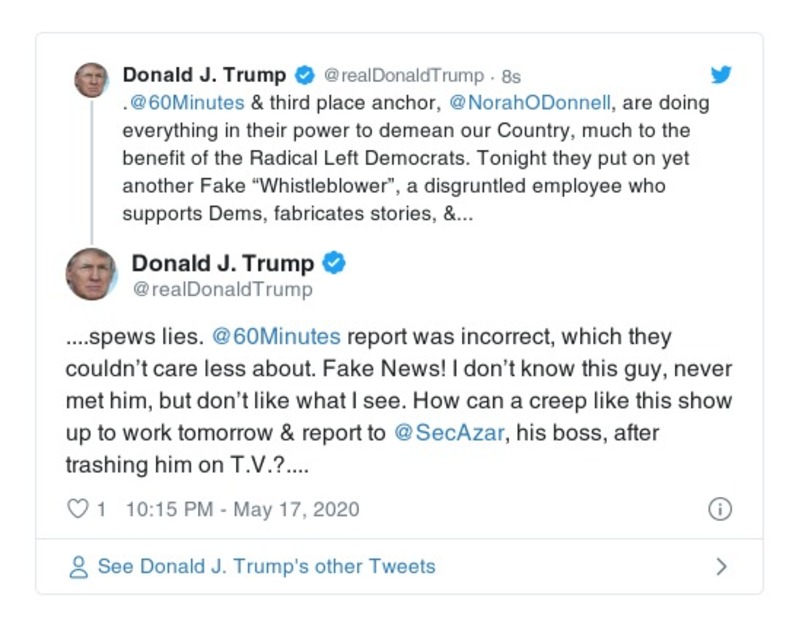 Donald J. Trump @realDonaldTrump · 8s
.@60Minutes & third place anchor, @NorahODonnell, are doing
everything in their power to demean our Country, much to the
benefit of the Radical Left Democrats. Tonight they put on yet
another Fake “Whistleblower”, a disgruntled employee who
supports Dems, fabricates stories, &...
Donald J. Trump
@realDonaldTrump
....spews lies. @60Minutes report was incorrect, which they
couldn’t care less about. Fake News! I don’t know this guy, never
met him, but don’t like what I see. How can a creep like this show
up to work tomorrow & report to @SecAzar, his boss, after
trashing him on T.V.?....
1 10:15 PM - May 17, 2020
See Donald J. Trump's other Tweets